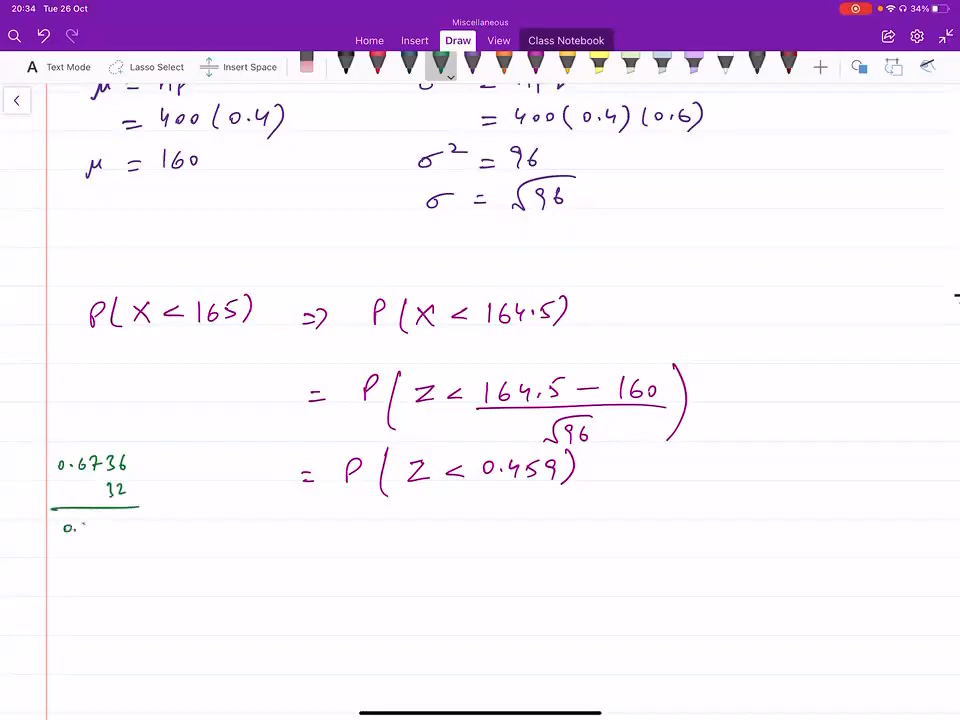 20:34 Tue 26 Oct 34%
Miscellaneous
Home Insert Draw View Class Notebook
A Text Mode Lasso Select Insert Space
μ = np
= 400(0.4) = 400(0.4)(0.6)
μ = 160 σ² = 96
σ = √96
P(X < 165) ⇒ P(X < 164.5)
= P(Z < (164.5 − 160)/√96)
= P(Z < 0.459)
0.6736
32
0.